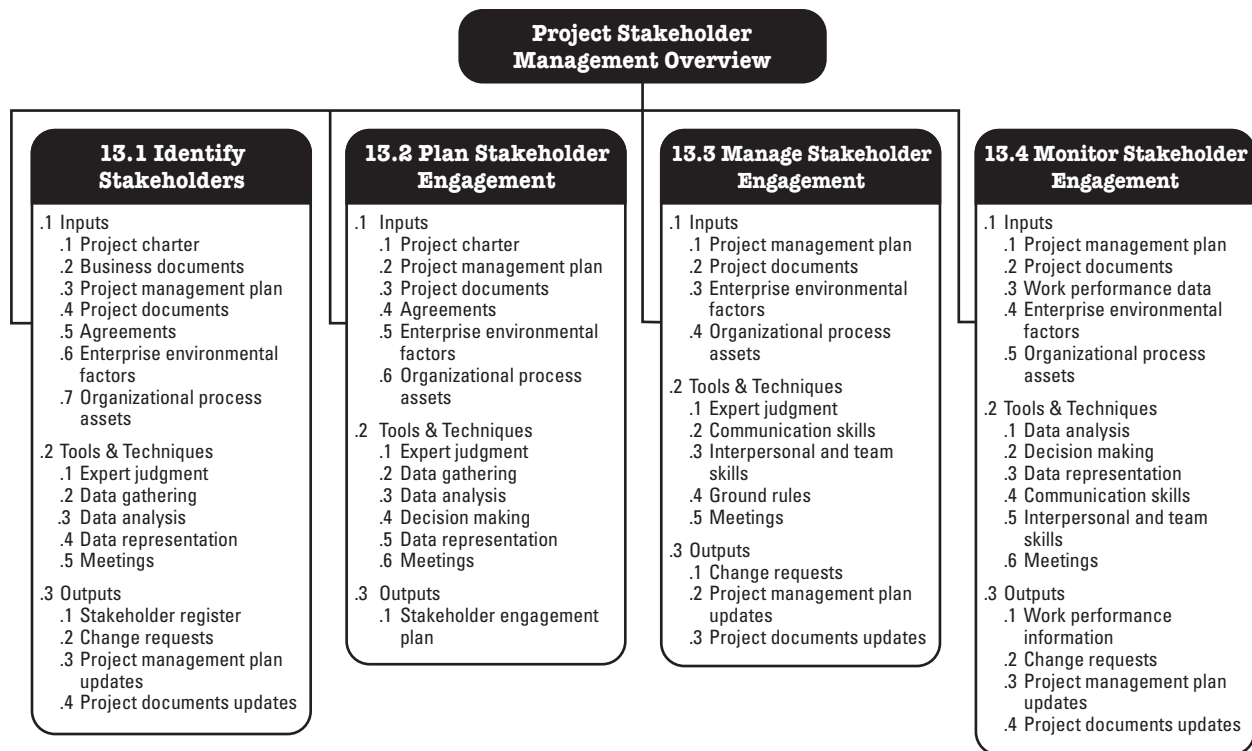 Project Stakeholder
Management Overview
13.1 Identify
Stakeholders
.1 Inputs
.1 Project charter
.2 Business documents
.3 Project management plan
.4 Project documents
.5 Agreements
.6 Enterprise environmental
factors
.7 Organizational process
assets
.2 Tools & Techniques
.1 Expert judgment
.2 Data gathering
.3 Data analysis
.4 Data representation
.5 Meetings
.3 Outputs
.1 Stakeholder register
.2 Change requests
.3 Project management plan
updates
.4 Project documents updates
13.2 Plan Stakeholder
Engagement
.1 Inputs
.1 Project charter
.2 Project management plan
.3 Project documents
.4 Agreements
.5 Enterprise environmental
factors
.6 Organizational process
assets
.2 Tools & Techniques
.1 Expert judgment
.2 Data gathering
.3 Data analysis
.4 Decision making
.5 Data representation
.6 Meetings
.3 Outputs
.1 Stakeholder engagement
plan
13.3 Manage Stakeholder
Engagement
.1 Inputs
.1 Project management plan
.2 Project documents
.3 Enterprise environmental
factors
.4 Organizational process
assets
.2 Tools & Techniques
.1 Expert judgment
.2 Communication skills
.3 Interpersonal and team
skills
.4 Ground rules
.5 Meetings
.3 Outputs
.1 Change requests
.2 Project management plan
updates
.3 Project documents updates
13.4 Monitor Stakeholder
Engagement
.1 Inputs
.1 Project management plan
.2 Project documents
.3 Work performance data
.4 Enterprise environmental
factors
.5 Organizational process
assets
.2 Tools & Techniques
.1 Data analysis
.2 Decision making
.3 Data representation
.4 Communication skills
.5 Interpersonal and team
skills
.6 Meetings
.3 Outputs
.1 Work performance
information
.2 Change requests
.3 Project management plan
updates
.4 Project documents updates